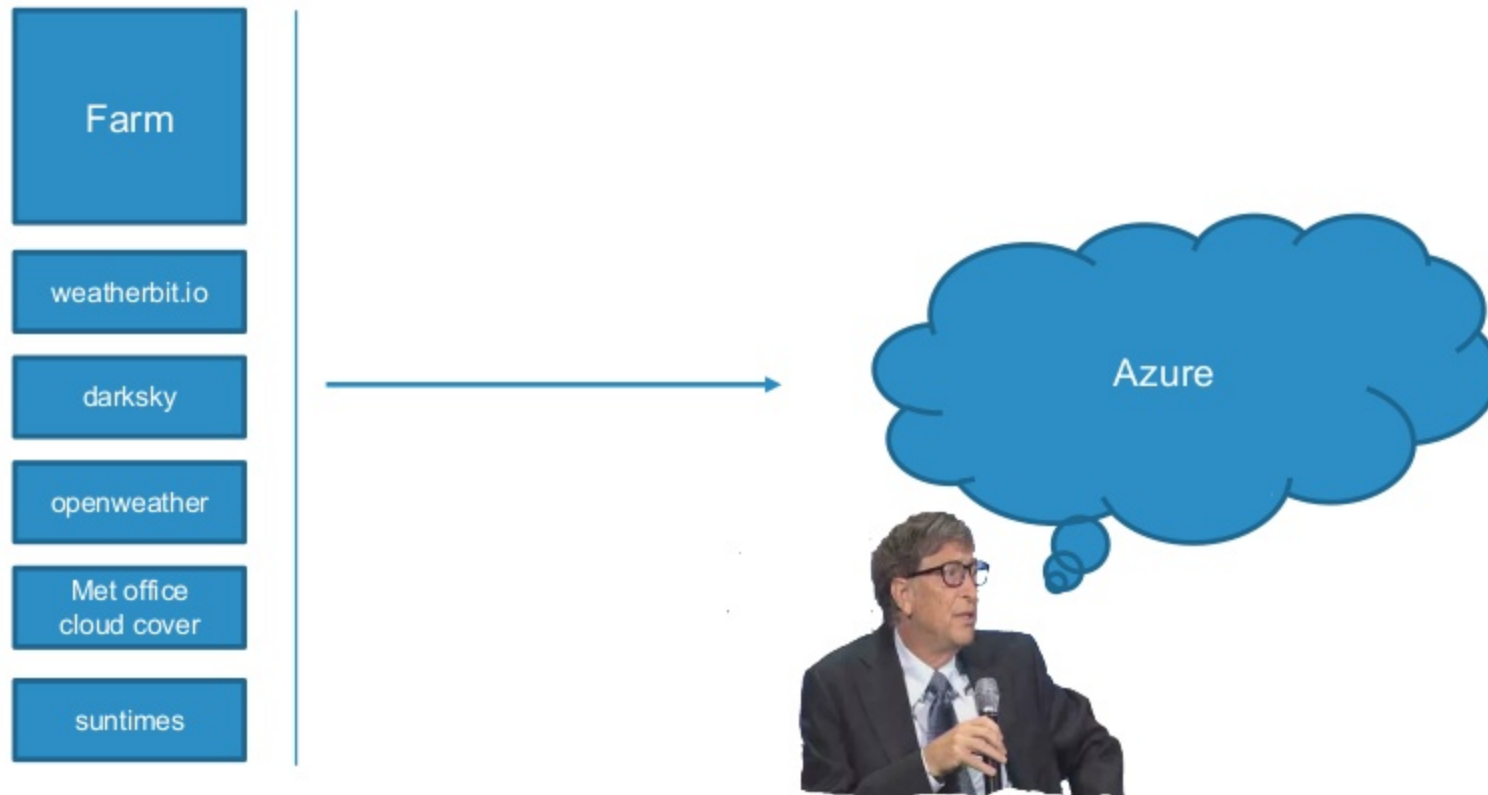 Farm
weatherbit.io
darksky
openweather
Met office
cloud cover
suntimes
Azure